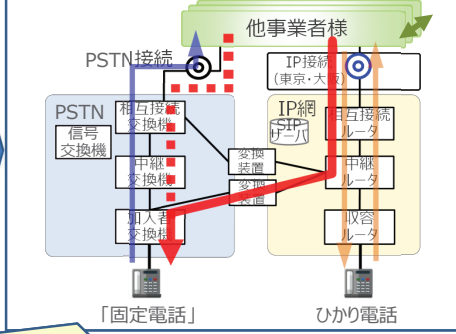 他事業者様
PSTN接続
IP接続
(東京・大阪)
PSTN
相互接続
交換機
信号
交換機
中継
交換機
加入者
交換機
変換
装置
変換
装置
IP網
SIP
サーバ
相互接続
ルータ
中継
ルータ
収容
ルータ
「固定電話」
ひかり電話